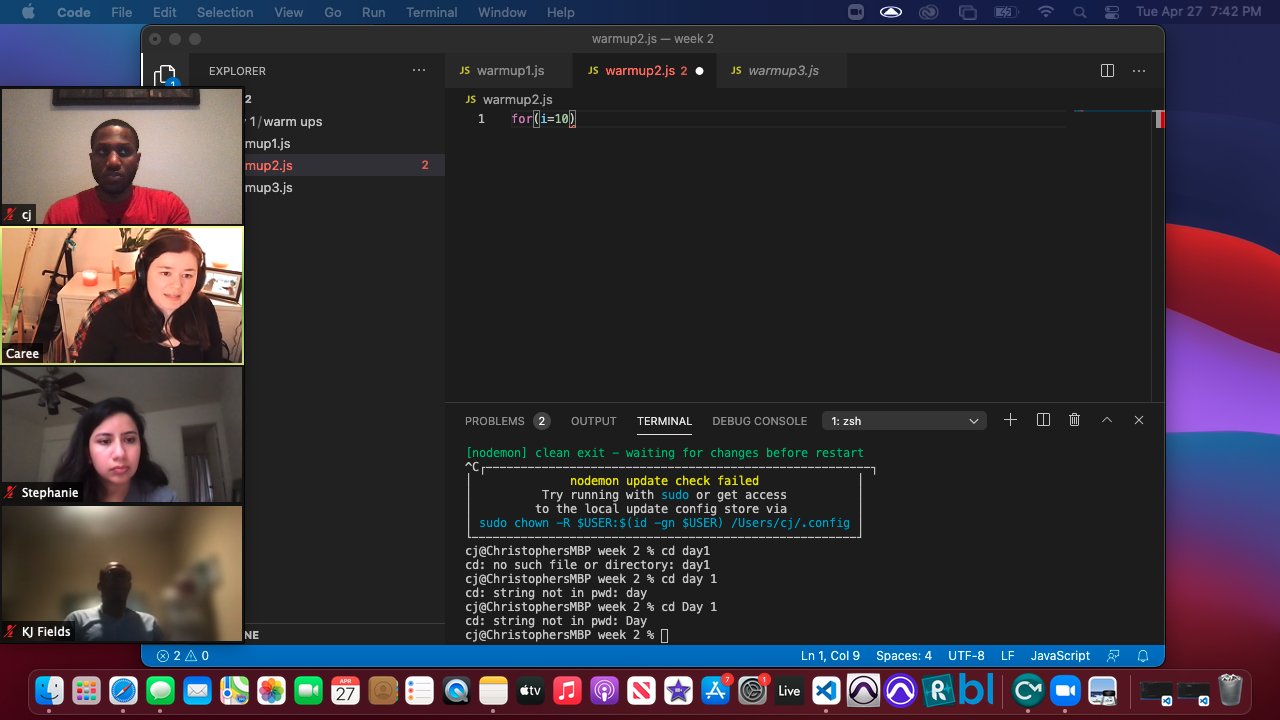 Code File Edit Selection View Go Run Terminal Window Help Tue Apr 27 7:42 PM
warmup2.js — week 2
EXPLORER
JS warmup1.js JS warmup2.js 2 JS warmup3.js
1
2
JS warmup2.js
1 for(i=10)
1/warm ups
mup1.js
mup2.js 2
mup3.js
cj
Caree
Stephanie
KJ Fields
NE
PROBLEMS 2 OUTPUT TERMINAL DEBUG CONSOLE 1: zsh
[nodemon] clean exit - waiting for changes before restart
^C
nodemon update check failed
Try running with sudo or get access
to the local update config store via
sudo chown -R $USER:$(id -gn $USER) /Users/cj/.config
cj@ChristophersMBP week 2 % cd day1
cd: no such file or directory: day1
cj@ChristophersMBP week 2 % cd day 1
cd: string not in pwd: day
cj@ChristophersMBP week 2 % cd Day 1
cd: string not in pwd: Day
cj@ChristophersMBP week 2 %
2 0 Ln 1, Col 9 Spaces: 4 UTF-8 LF JavaScript
APR
27
tv
7
1
Live
R
bl